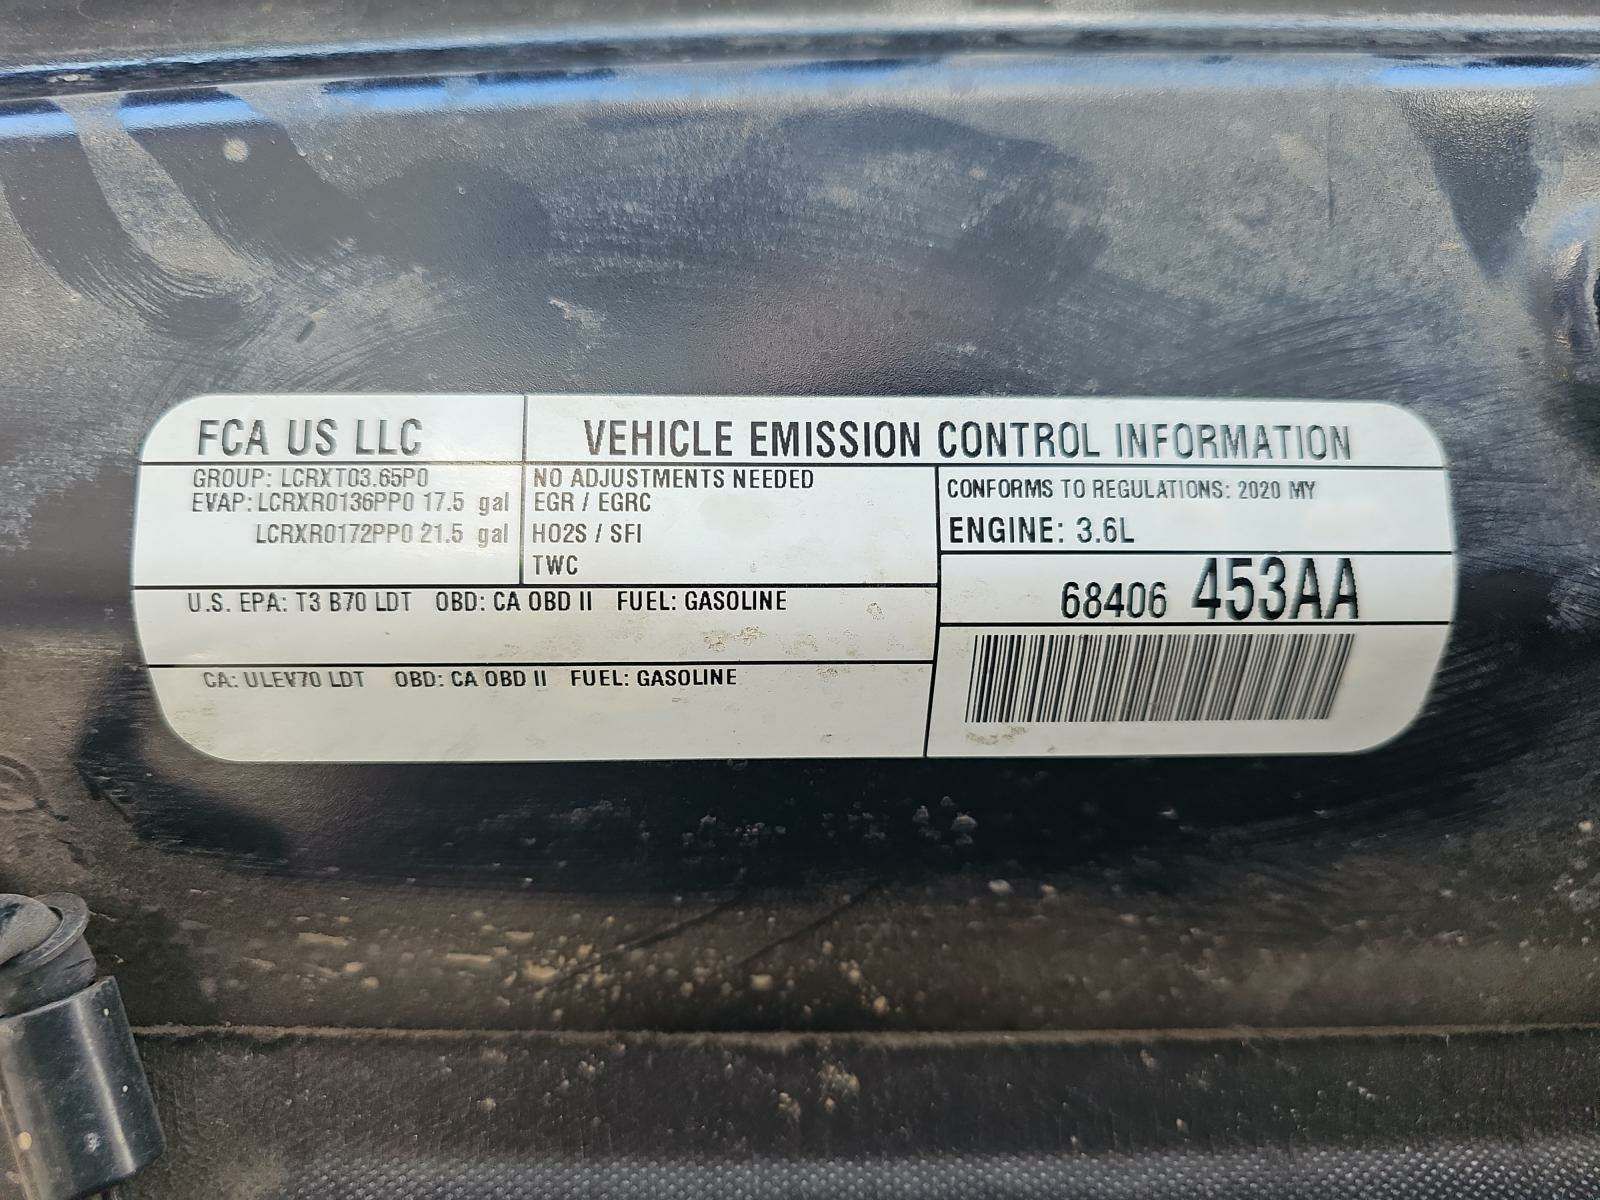 FCA US LLC
VEHICLE EMISSION CONTROL INFORMATION
GROUP: LCRXT03.65P0
EVAP: LCRXR0136PP0 17.5 gal
LCRXR0172PP0 21.5 gal
NO ADJUSTMENTS NEEDED
EGR / EGRC
HO2S / SFI
TWC
CONFORMS TO REGULATIONS: 2020 MY
ENGINE: 3.6L
68406 453AA
U.S. EPA: T3 B70 LDT OBD: CA OBD II FUEL: GASOLINE
CA: ULEV70 LDT OBD: CA OBD II FUEL: GASOLINE